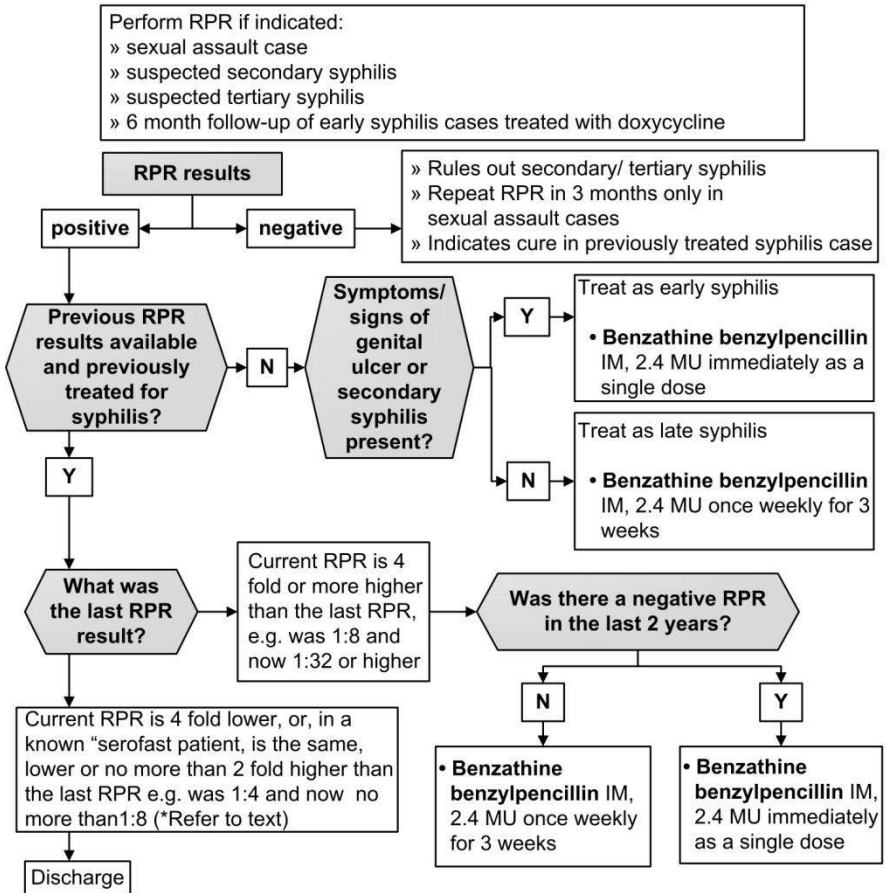 Perform RPR if indicated:
» sexual assault case
» suspected secondary syphilis
» suspected tertiary syphilis
» 6 month follow-up of early syphilis cases treated with doxycycline
RPR results
positive
negative
» Rules out secondary/ tertiary syphilis
» Repeat RPR in 3 months only in
sexual assault cases
» Indicates cure in previously treated syphilis case
Previous RPR
results available
and previously
treated for
syphilis?
N
Symptoms/
signs of
genital
ulcer or
secondary
syphilis
present?
Y
Treat as early syphilis
• Benzathine benzylpencillin
IM, 2.4 MU immediately as a
single dose
N
Treat as late syphilis
• Benzathine benzylpencillin
IM, 2.4 MU once weekly for 3
weeks
Y
What was
the last RPR
result?
Current RPR is 4
fold or more higher
than the last RPR,
e.g. was 1:8 and
now 1:32 or higher
Was there a negative RPR
in the last 2 years?
N
Y
• Benzathine
benzylpencillin IM,
2.4 MU once weekly
for 3 weeks
• Benzathine
benzylpencillin IM,
2.4 MU immediately
as a single dose
Current RPR is 4 fold lower, or, in a
known “serofast patient, is the same,
lower or no more than 2 fold higher than
the last RPR e.g. was 1:4 and now no
more than1:8 (*Refer to text)
Discharge